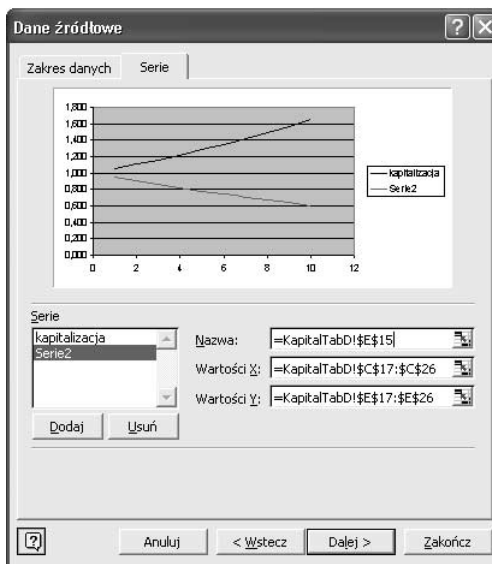 Dane źródłowe
Zakres danych Serie
1,800
1,600
1,400
1,200
1,000
0,800
0,600
0,400
0,200
0,000
0 2 4 6 8 10 12
kapitalizacja
Serie2
Serie
kapitalizacja
Serie2
Nazwa: =KapitalTabD!$E$15
Wartości X: =KapitalTabD!$C$17:$C$26
Wartości Y: =KapitalTabD!$E$17:$E$26
Dodaj Usuń
Anuluj < Wstecz Dalej > Zakończ